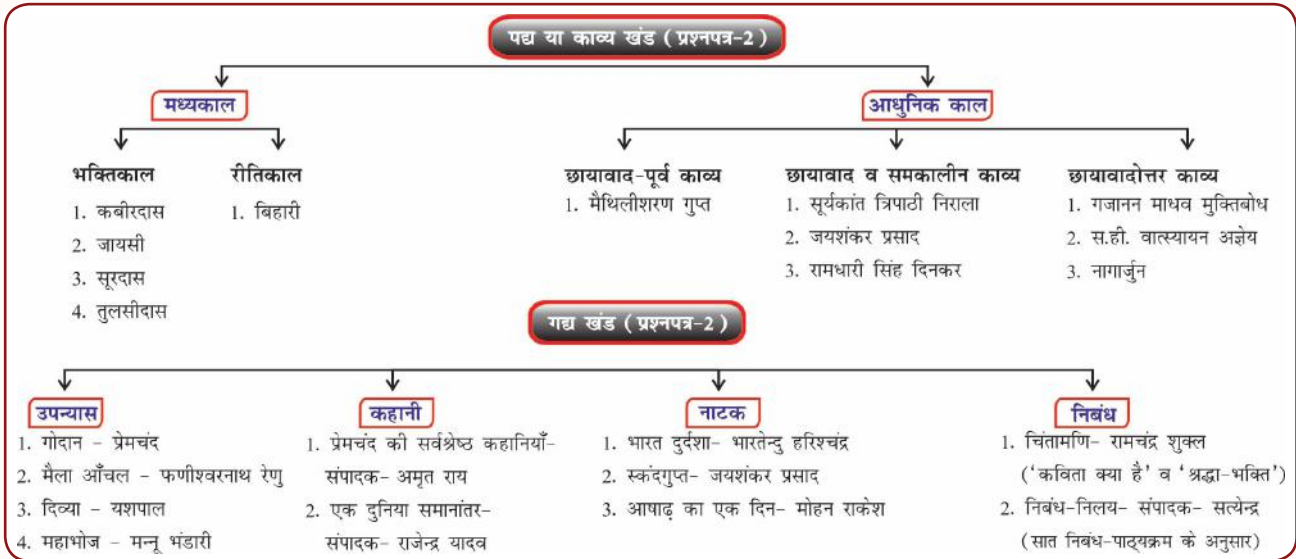 पद्य या काव्य खंड (प्रश्नपत्र-2)
मध्यकाल
आधुनिक काल
भक्तिकाल
1. कबीरदास
2. जायसी
3. सूरदास
4. तुलसीदास
रीतिकाल
1. बिहारी
छायावाद-पूर्व काव्य
1. मैथिलीशरण गुप्त
छायावाद व समकालीन काव्य
1. सूर्यकांत त्रिपाठी निराला
2. जयशंकर प्रसाद
3. रामधारी सिंह दिनकर
छायावादोत्तर काव्य
1. गजानन माधव मुक्तिबोध
2. स.ही. वात्स्यायन अज्ञेय
3. नागार्जुन
गद्य खंड (प्रश्नपत्र-2)
उपन्यास
1. गोदान – प्रेमचंद
2. मैला आँचल – फणीश्वरनाथ रेणु
3. दिव्या – यशपाल
4. महाभोज – मन्नू भंडारी
कहानी
1. प्रेमचंद की सर्वश्रेष्ठ कहानियाँ-
संपादक- अमृत राय
2. एक दुनिया समानांतर-
संपादक- राजेन्द्र यादव
नाटक
1. भारत दुर्दशा- भारतेन्दु हरिश्चंद्र
2. स्कंदगुप्त- जयशंकर प्रसाद
3. आषाढ़ का एक दिन- मोहन राकेश
निबंध
1. चिंतामणि- रामचंद्र शुक्ल
('कविता क्या है' व 'श्रद्धा-भक्ति')
2. निबंध-निलय- संपादक- सत्येन्द्र
(सात निबंध-पाठ्यक्रम के अनुसार)